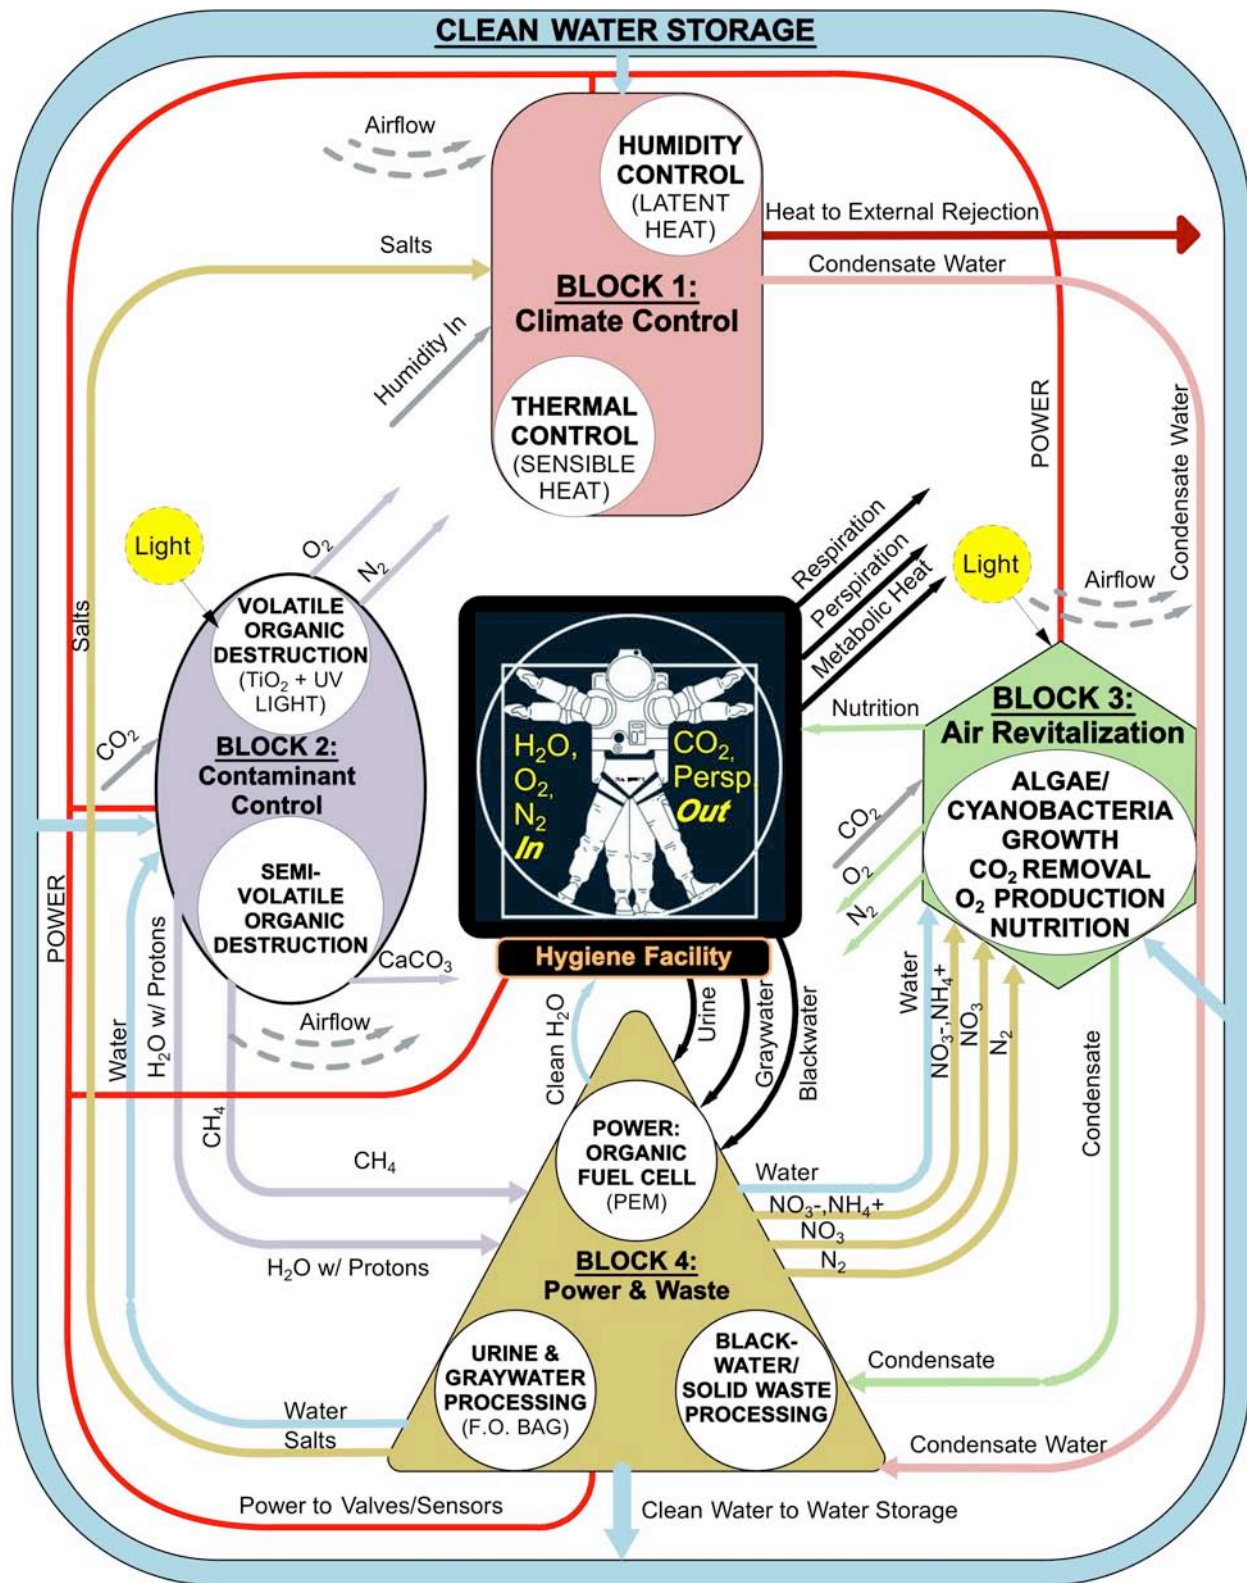 CLEAN WATER STORAGE
Airflow
HUMIDITY
CONTROL
(LATENT
HEAT)
Heat to External Rejection
Salts
Condensate Water
BLOCK 1:
Climate Control
Humidity In
THERMAL
CONTROL
(SENSIBLE
HEAT)
POWER
Condensate Water
Light
O₂
N₂
Respiration
Perspiration
Metabolic Heat
Light
Airflow
Salts
VOLATILE
ORGANIC
DESTRUCTION
(TiO₂ + UV
LIGHT)
CO₂
BLOCK 2:
Contaminant
Control
SEMI-
VOLATILE
ORGANIC
DESTRUCTION
CaCO₃
Airflow
H₂O,
O₂,
N₂
In
CO₂,
Persp.
Out
Nutrition
BLOCK 3:
Air Revitalization
ALGAE/
CYANOBACTERIA
GROWTH
CO₂ REMOVAL
O₂ PRODUCTION
NUTRITION
CO₂
O₂
N₂
POWER
Water
H₂O w/ Protons
CH₄
Hygiene Facility
Clean H₂O
Urine
Graywater
Blackwater
Water
NO₃-,NH₄+
NO₃
N₂
Condensate
CH₄
H₂O w/ Protons
POWER:
ORGANIC
FUEL CELL
(PEM)
Water
NO₃-,NH₄+
NO₃
N₂
BLOCK 4:
Power & Waste
URINE &
GRAYWATER
PROCESSING
(F.O. BAG)
BLACK-
WATER/
SOLID WASTE
PROCESSING
Condensate
Water
Salts
Condensate Water
Power to Valves/Sensors
Clean Water to Water Storage